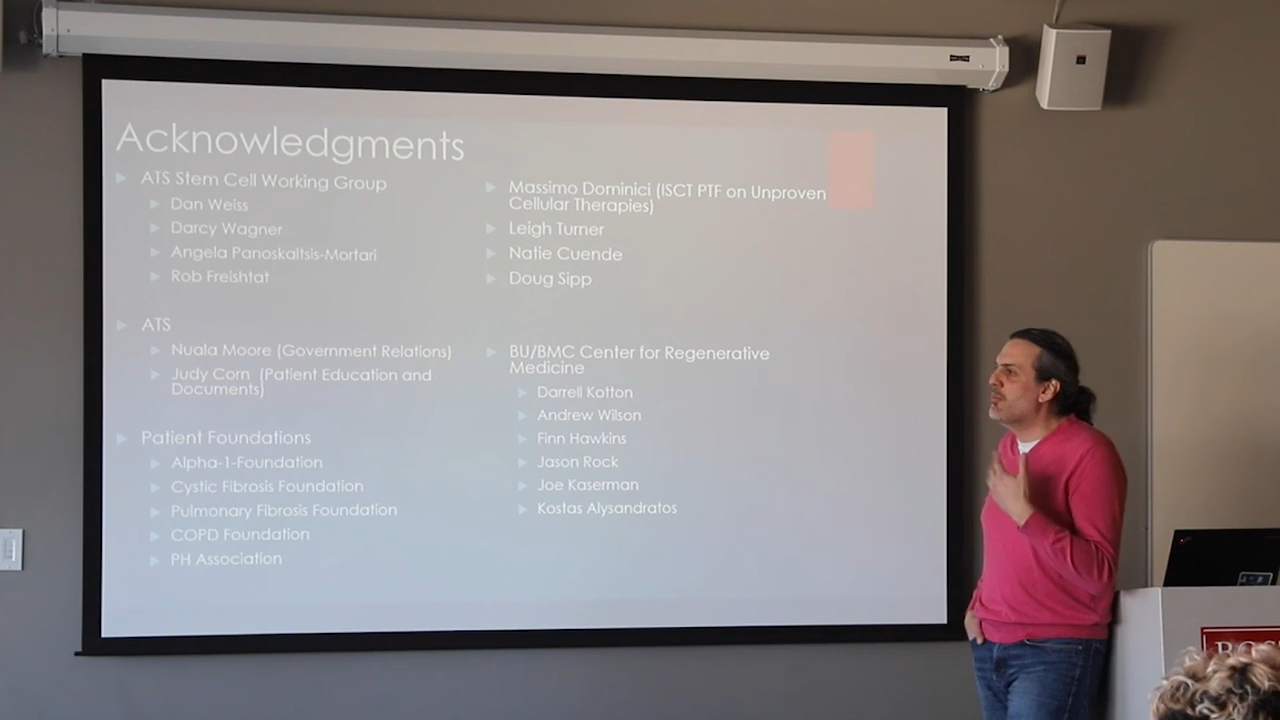 Acknowledgments
ATS Stem Cell Working Group
Dan Weiss
Darcy Wagner
Angela Panoskaltsis-Mortari
Rob Freishtat
ATS
Nuala Moore (Government Relations)
Judy Corn (Patient Education and
Documents)
Patient Foundations
Alpha-1-Foundation
Cystic Fibrosis Foundation
Pulmonary Fibrosis Foundation
COPD Foundation
PH Association
Massimo Dominici (ISCT PTF on Unproven
Cellular Therapies)
Leigh Turner
Natie Cuende
Doug Sipp
BU/BMC Center for Regenerative
Medicine
Darrell Kotton
Andrew Wilson
Finn Hawkins
Jason Rock
Joe Kaserman
Kostas Alysandratos